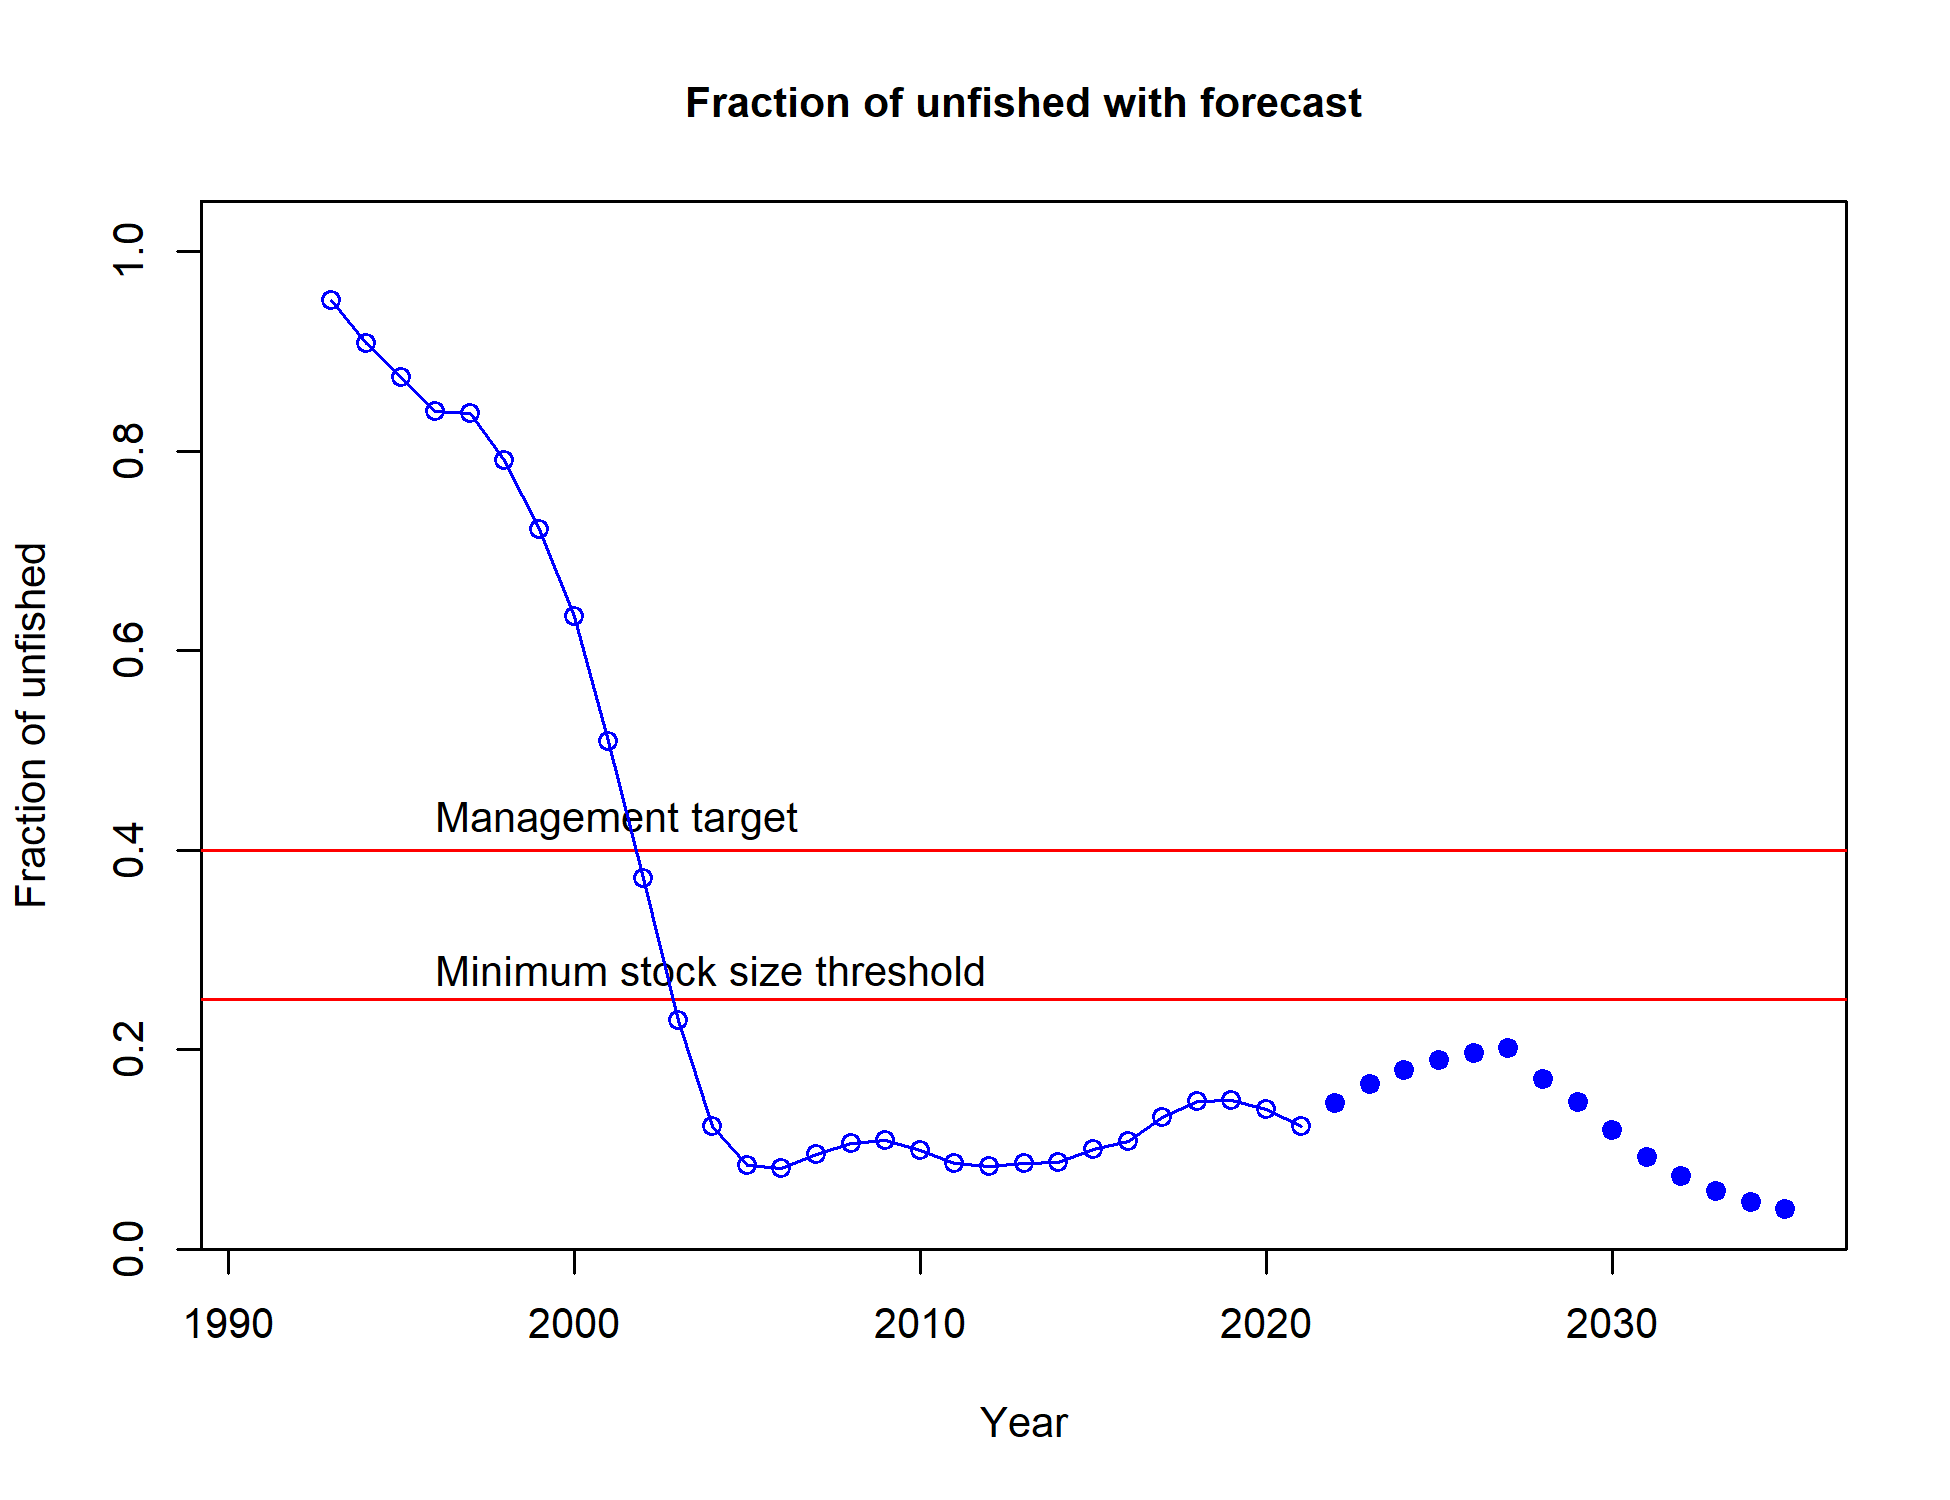 Fraction of unfished with forecast
Fraction of unfished
1.0
0.8
0.6
0.4
0.2
0.0
Management target
Minimum stock size threshold
1990 2000 2010 2020 2030
Year